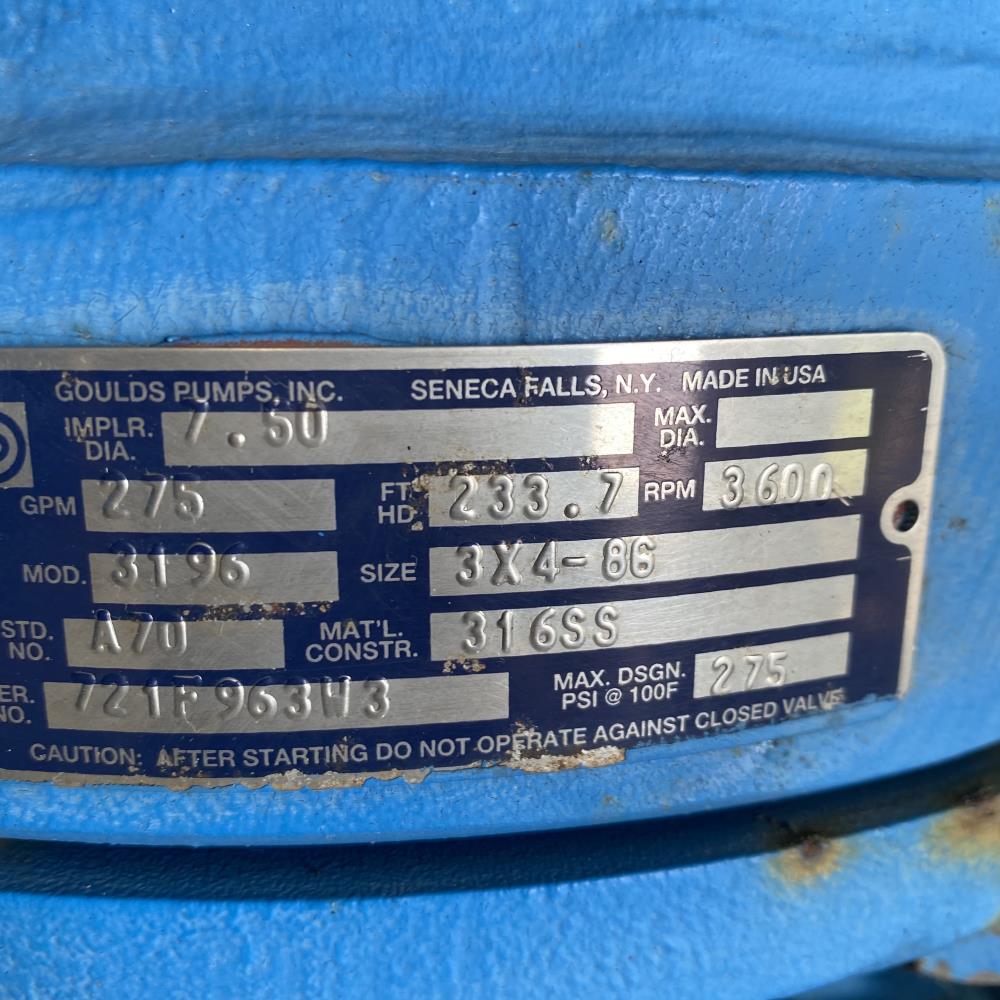 GOULDS PUMPS, INC. SENECA FALLS, N.Y. MADE IN USA
IMPLR. DIA. 7.50 MAX. DIA.
GPM 275 FT. HD. 233.7 RPM 3600
MOD. 3196 SIZE 3X4-8G
STD. NO. A70 MAT'L. CONSTR. 316SS
ER. NO. 721F963W3 MAX. DSGN. PSI @ 100F 275
CAUTION: AFTER STARTING DO NOT OPERATE AGAINST CLOSED VALVE